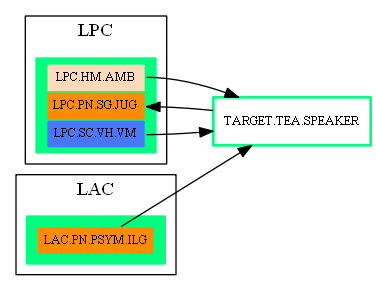 LPC
LPC.HM.AMB
LPC.PN.SG.JUG
LPC.SC.VH.VM
TARGET.TEA.SPEAKER
LAC
LAC.PN.PSYM.ILG